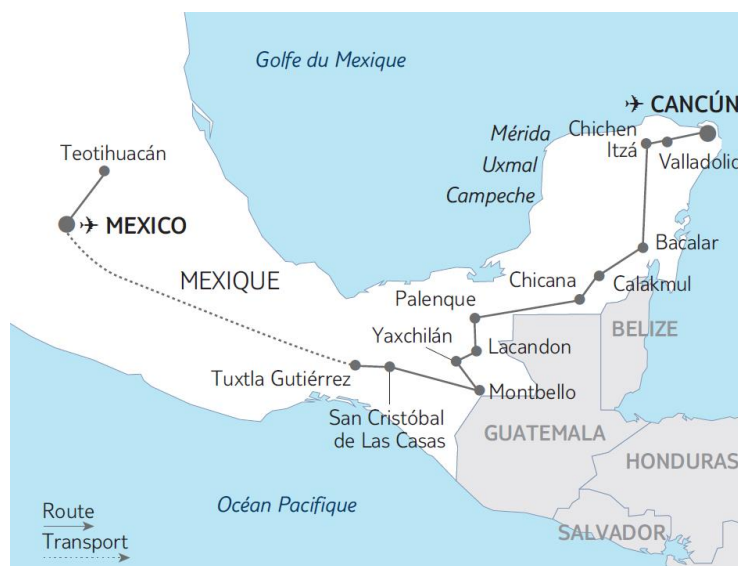 Golfe du Mexique
✈ CANCÚN
Mérida
Chichen
Itzá
Teotihuacán
Uxmal
Valladolid
Campeche
✈ MEXICO
Bacalar
MEXIQUE
Chicana
Calakmul
Palenque
BELIZE
Yaxchilán
Lacandon
Tuxtla Gutiérrez
Montbello
San Cristóbal
de Las Casas
GUATEMALA
HONDURAS
Océan Pacifique
Route
SALVADOR
Transport